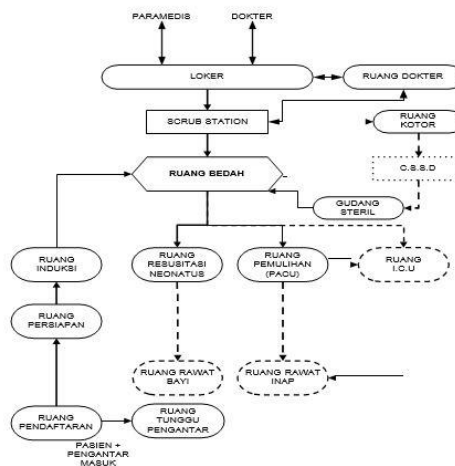 PARAMEDIS
DOKTER
LOKER
RUANG DOKTER
SCRUB STATION
RUANG
KOTOR
RUANG BEDAH
C.S.S.D
GUDANG
STERIL
RUANG
INDUKSI
RUANG
RESUSITASI
NEONATUS
RUANG
PEMULIHAN
(PACU)
RUANG
I.C.U
RUANG
PERSIAPAN
RUANG RAWAT
BAYI
RUANG RAWAT
INAP
RUANG
PENDAFTARAN
RUANG
TUNGGU
PENGANTAR
PASIEN +
PENGANTAR
MASUK